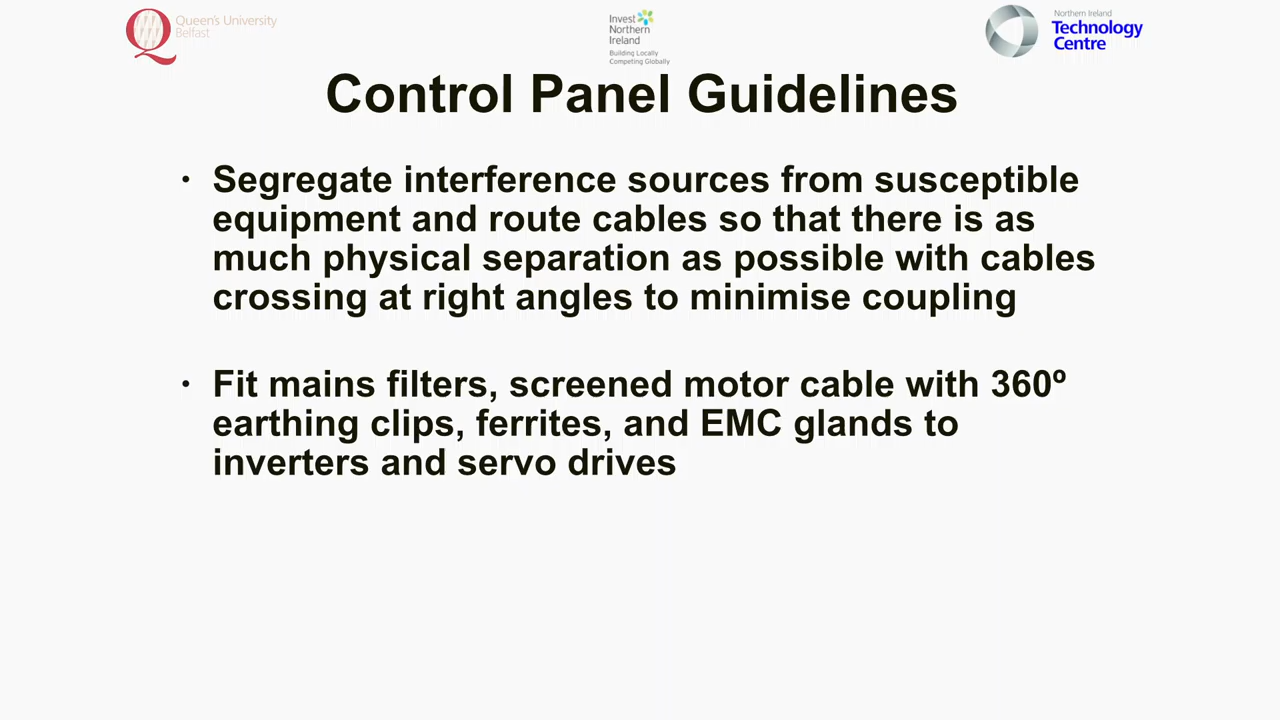 Queen's University
Belfast
Invest
Northern
Ireland
Building Locally
Competing Globally
Northern Ireland
Technology
Centre
Control Panel Guidelines
• Segregate interference sources from susceptible
equipment and route cables so that there is as
much physical separation as possible with cables
crossing at right angles to minimise coupling
• Fit mains filters, screened motor cable with 360º
earthing clips, ferrites, and EMC glands to
inverters and servo drives